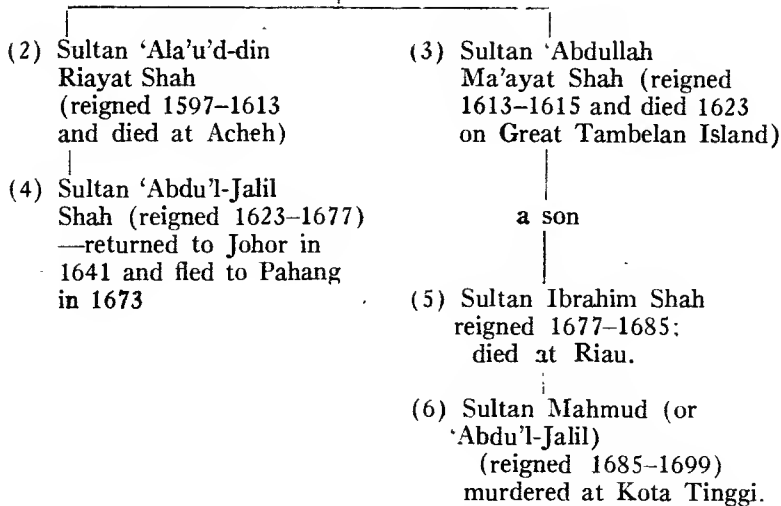 (2) Sultan ‘Ala’u’d-din
Riayat Shah
(reigned 1597–1613
and died at Acheh)
(4) Sultan ‘Abdu’l-Jalil
Shah (reigned 1623–1677)
—returned to Johor in
1641 and fled to Pahang
in 1673
(3) Sultan ‘Abdullah
Ma’ayat Shah (reigned
1613–1615 and died 1623
on Great Tambelan Island)
a son
(5) Sultan Ibrahim Shah
reigned 1677–1685:
died at Riau.
(6) Sultan Mahmud (or
‘Abdu’l-Jalil)
(reigned 1685–1699)
murdered at Kota Tinggi.